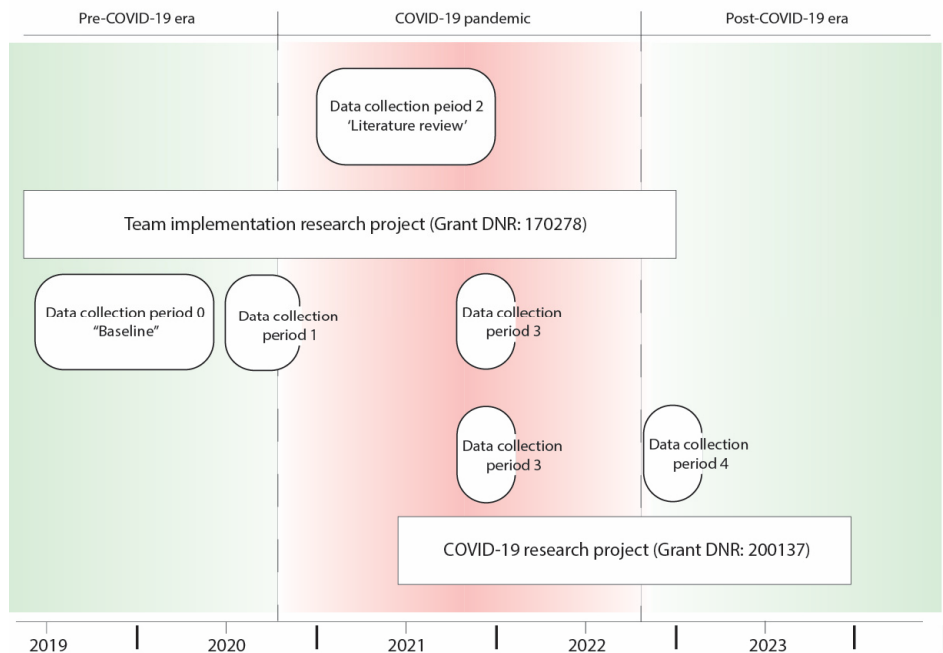 Pre-COVID-19 era
COVID-19 pandemic
Post-COVID-19 era
Data collection peiod 2
‘Literature review’
Team implementation research project (Grant DNR: 170278)
Data collection period 0
“Baseline”
Data collection
period 1
Data collection
period 3
Data collection
period 3
Data collection
period 4
COVID-19 research project (Grant DNR: 200137)
2019
2020
2021
2022
2023